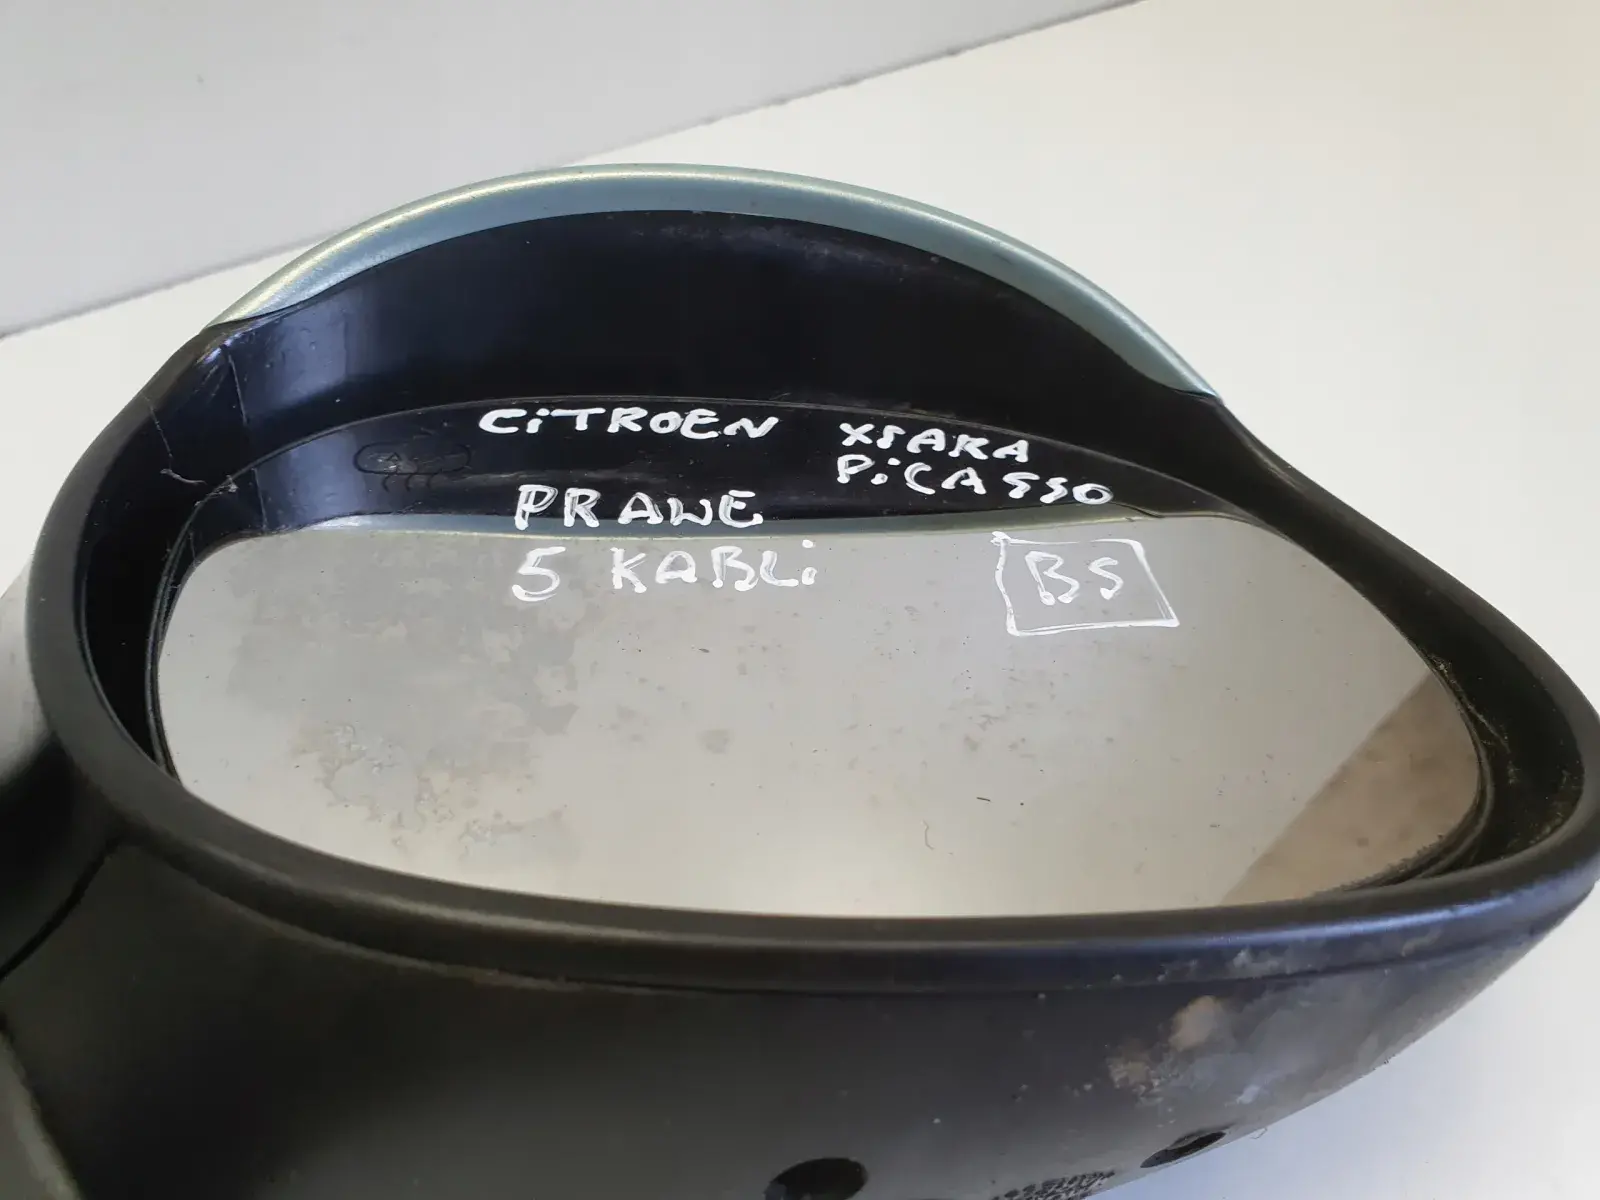 CiTROEN XSARA
PiCASSO
PRAWE
5 KABLi
BS